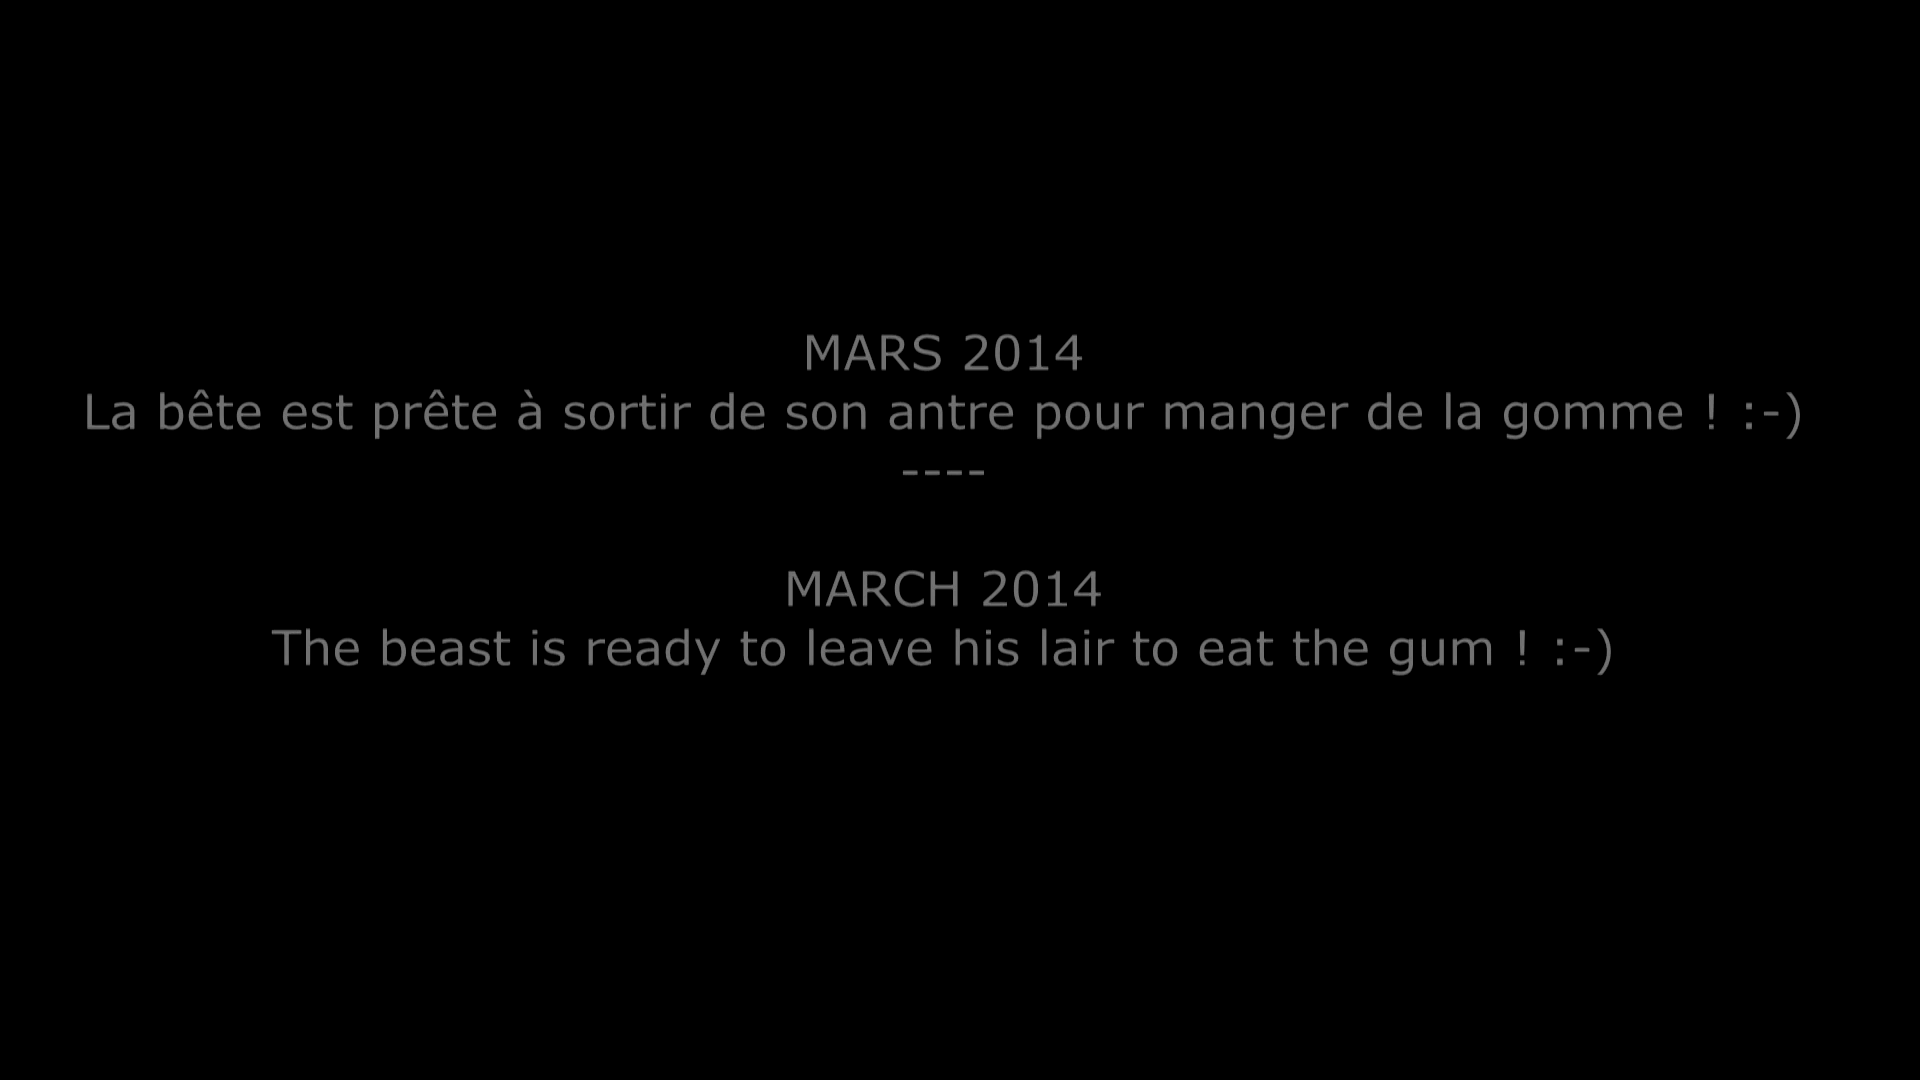 MARS 2014
La bête est prête à sortir de son antre pour manger de la gomme ! :-)
----
MARCH 2014
The beast is ready to leave his lair to eat the gum ! :-)